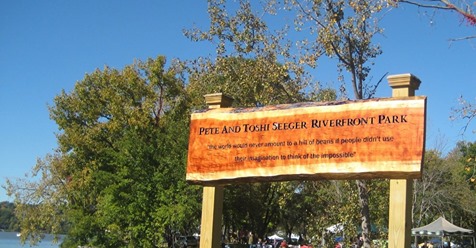 Pete And Toshi Seeger Riverfront Park
"the world would never amount to a hill of beans if people didn't use
their imagination to think of the impossible"